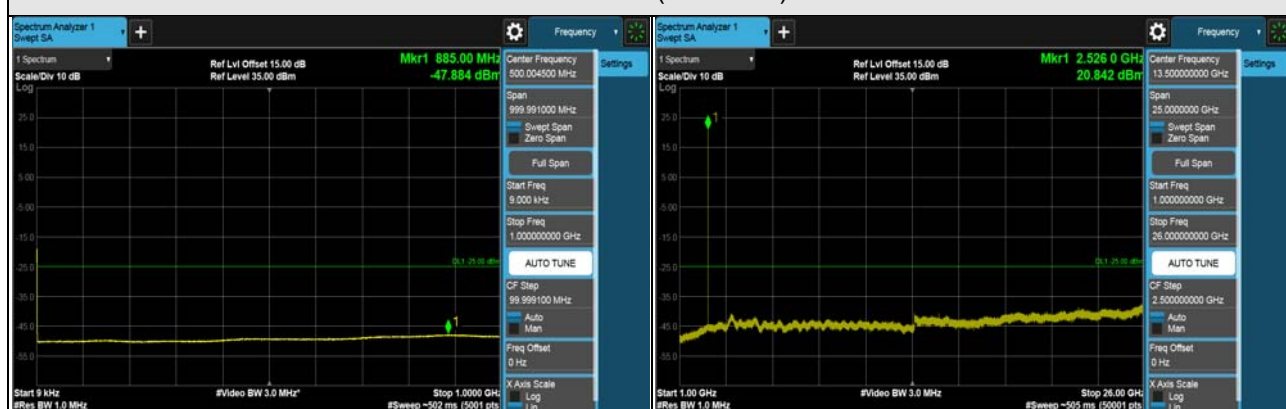 Spectrum Analyzer 1
Swept SA
+
Frequency
1 Spectrum
Scale/Div 10 dB
Log
Ref Lvl Offset 15.00 dB
Ref Level 35.00 dBm
Mkr1 885.00 MHz
-47.884 dBm
25.0
15.0
5.00
-5.00
-15.0
-25.0
-35.0
-45.0
-55.0
DL1 -25.00 dBm
1
Start 9 kHz
#Res BW 1.0 MHz
#Video BW 3.0 MHz*
Stop 1.0000 GHz
#Sweep ~502 ms (5001 pts
Center Frequency
500.004500 MHz
Settings
Span
999.991000 MHz
Swept Span
Zero Span
Full Span
Start Freq
9.000 kHz
Stop Freq
1.000000000 GHz
AUTO TUNE
CF Step
99.999100 MHz
Auto
Man
Freq Offset
0 Hz
X Axis Scale
Log
Lin
Spectrum Analyzer 1
Swept SA
+
Frequency
1 Spectrum
Scale/Div 10 dB
Log
Ref Lvl Offset 15.00 dB
Ref Level 35.00 dBm
Mkr1 2.526 0 GHz
20.842 dBm
25.0
15.0
5.00
-5.00
-15.0
-25.0
-35.0
-45.0
-55.0
DL1 -25.00 dBm
1
Start 1.00 GHz
#Res BW 1.0 MHz
#Video BW 3.0 MHz
Stop 26.00 GHz
#Sweep ~505 ms (50001 pts
Center Frequency
13.500000000 GHz
Settings
Span
25.0000000 GHz
Swept Span
Zero Span
Full Span
Start Freq
1.000000000 GHz
Stop Freq
26.000000000 GHz
AUTO TUNE
CF Step
2.500000000 GHz
Auto
Man
Freq Offset
0 Hz
X Axis Scale
Log
Lin